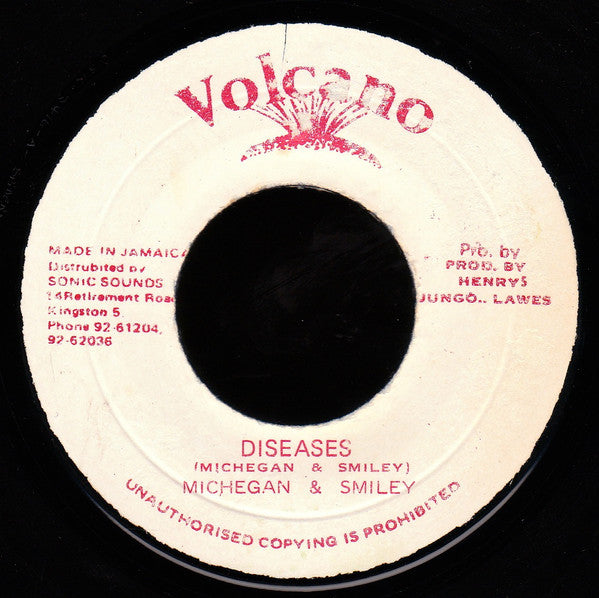 Volcano
MADE IN JAMAICA
Distrubited by
SONIC SOUNDS
14Retirement Road
Kingston 5.
Phone 92-61204,
92-62036
Pro. by
PROD. BY
HENRYS
JUNGO.. LAWES
DISEASES
(MICHEGAN & SMILEY)
MICHEGAN & SMILEY
UNAUTHORISED COPYING IS PROHIBITED